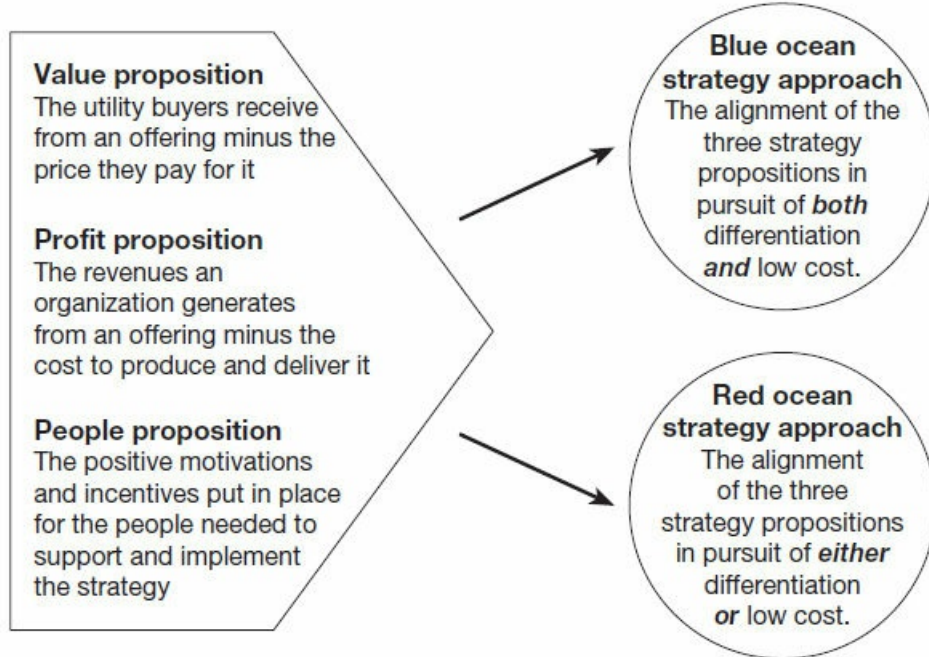 Value proposition
The utility buyers receive
from an offering minus the
price they pay for it
Profit proposition
The revenues an
organization generates
from an offering minus the
cost to produce and deliver it
People proposition
The positive motivations
and incentives put in place
for the people needed to
support and implement
the strategy
Blue ocean
strategy approach
The alignment of the
three strategy
propositions in
pursuit of both
differentiation
and low cost.
Red ocean
strategy approach
The alignment
of the three
strategy propositions
in pursuit of either
differentiation
or low cost.